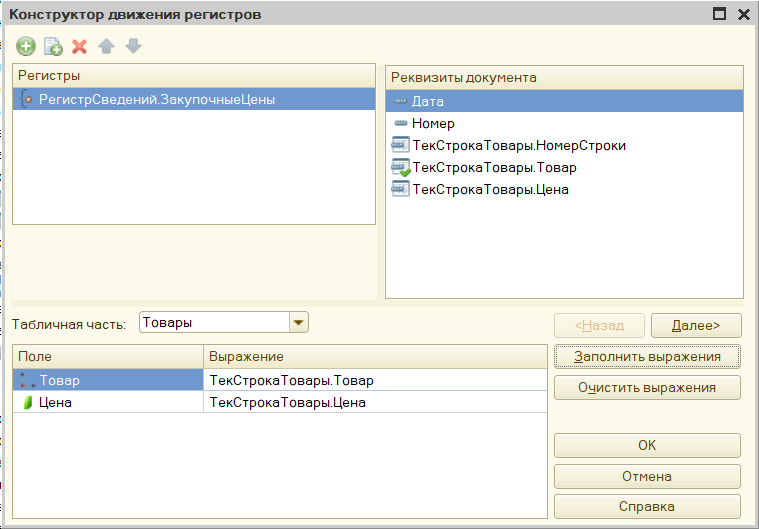 Конструктор движения регистров
Регистры
РегистрСведений.ЗакупочныеЦены
Реквизиты документа
Дата
Номер
ТекСтрокаТовары.НомерСтроки
ТекСтрокаТовары.Товар
ТекСтрокаТовары.Цена
Табличная часть: Товары
<Назад Далее>
Поле Выражение
Товар ТекСтрокаТовары.Товар
Цена ТекСтрокаТовары.Цена
Заполнить выражения
Очистить выражения
OK
Отмена
Справка